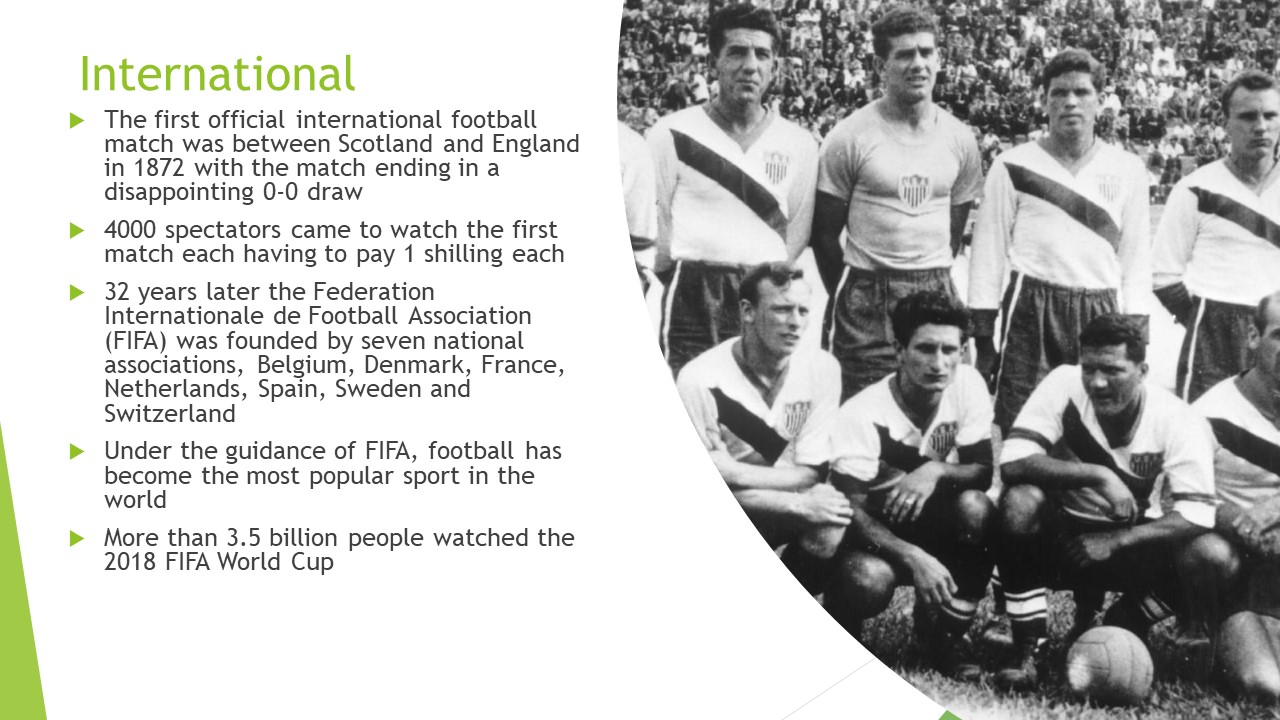 International
The first official international football
match was between Scotland and England
in 1872 with the match ending in a
disappointing 0-0 draw
4000 spectators came to watch the first
match each having to pay 1 shilling each
32 years later the Federation
Internationale de Football Association
(FIFA) was founded by seven national
associations, Belgium, Denmark, France,
Netherlands, Spain, Sweden and
Switzerland
Under the guidance of FIFA, football has
become the most popular sport in the
world
More than 3.5 billion people watched the
2018 FIFA World Cup